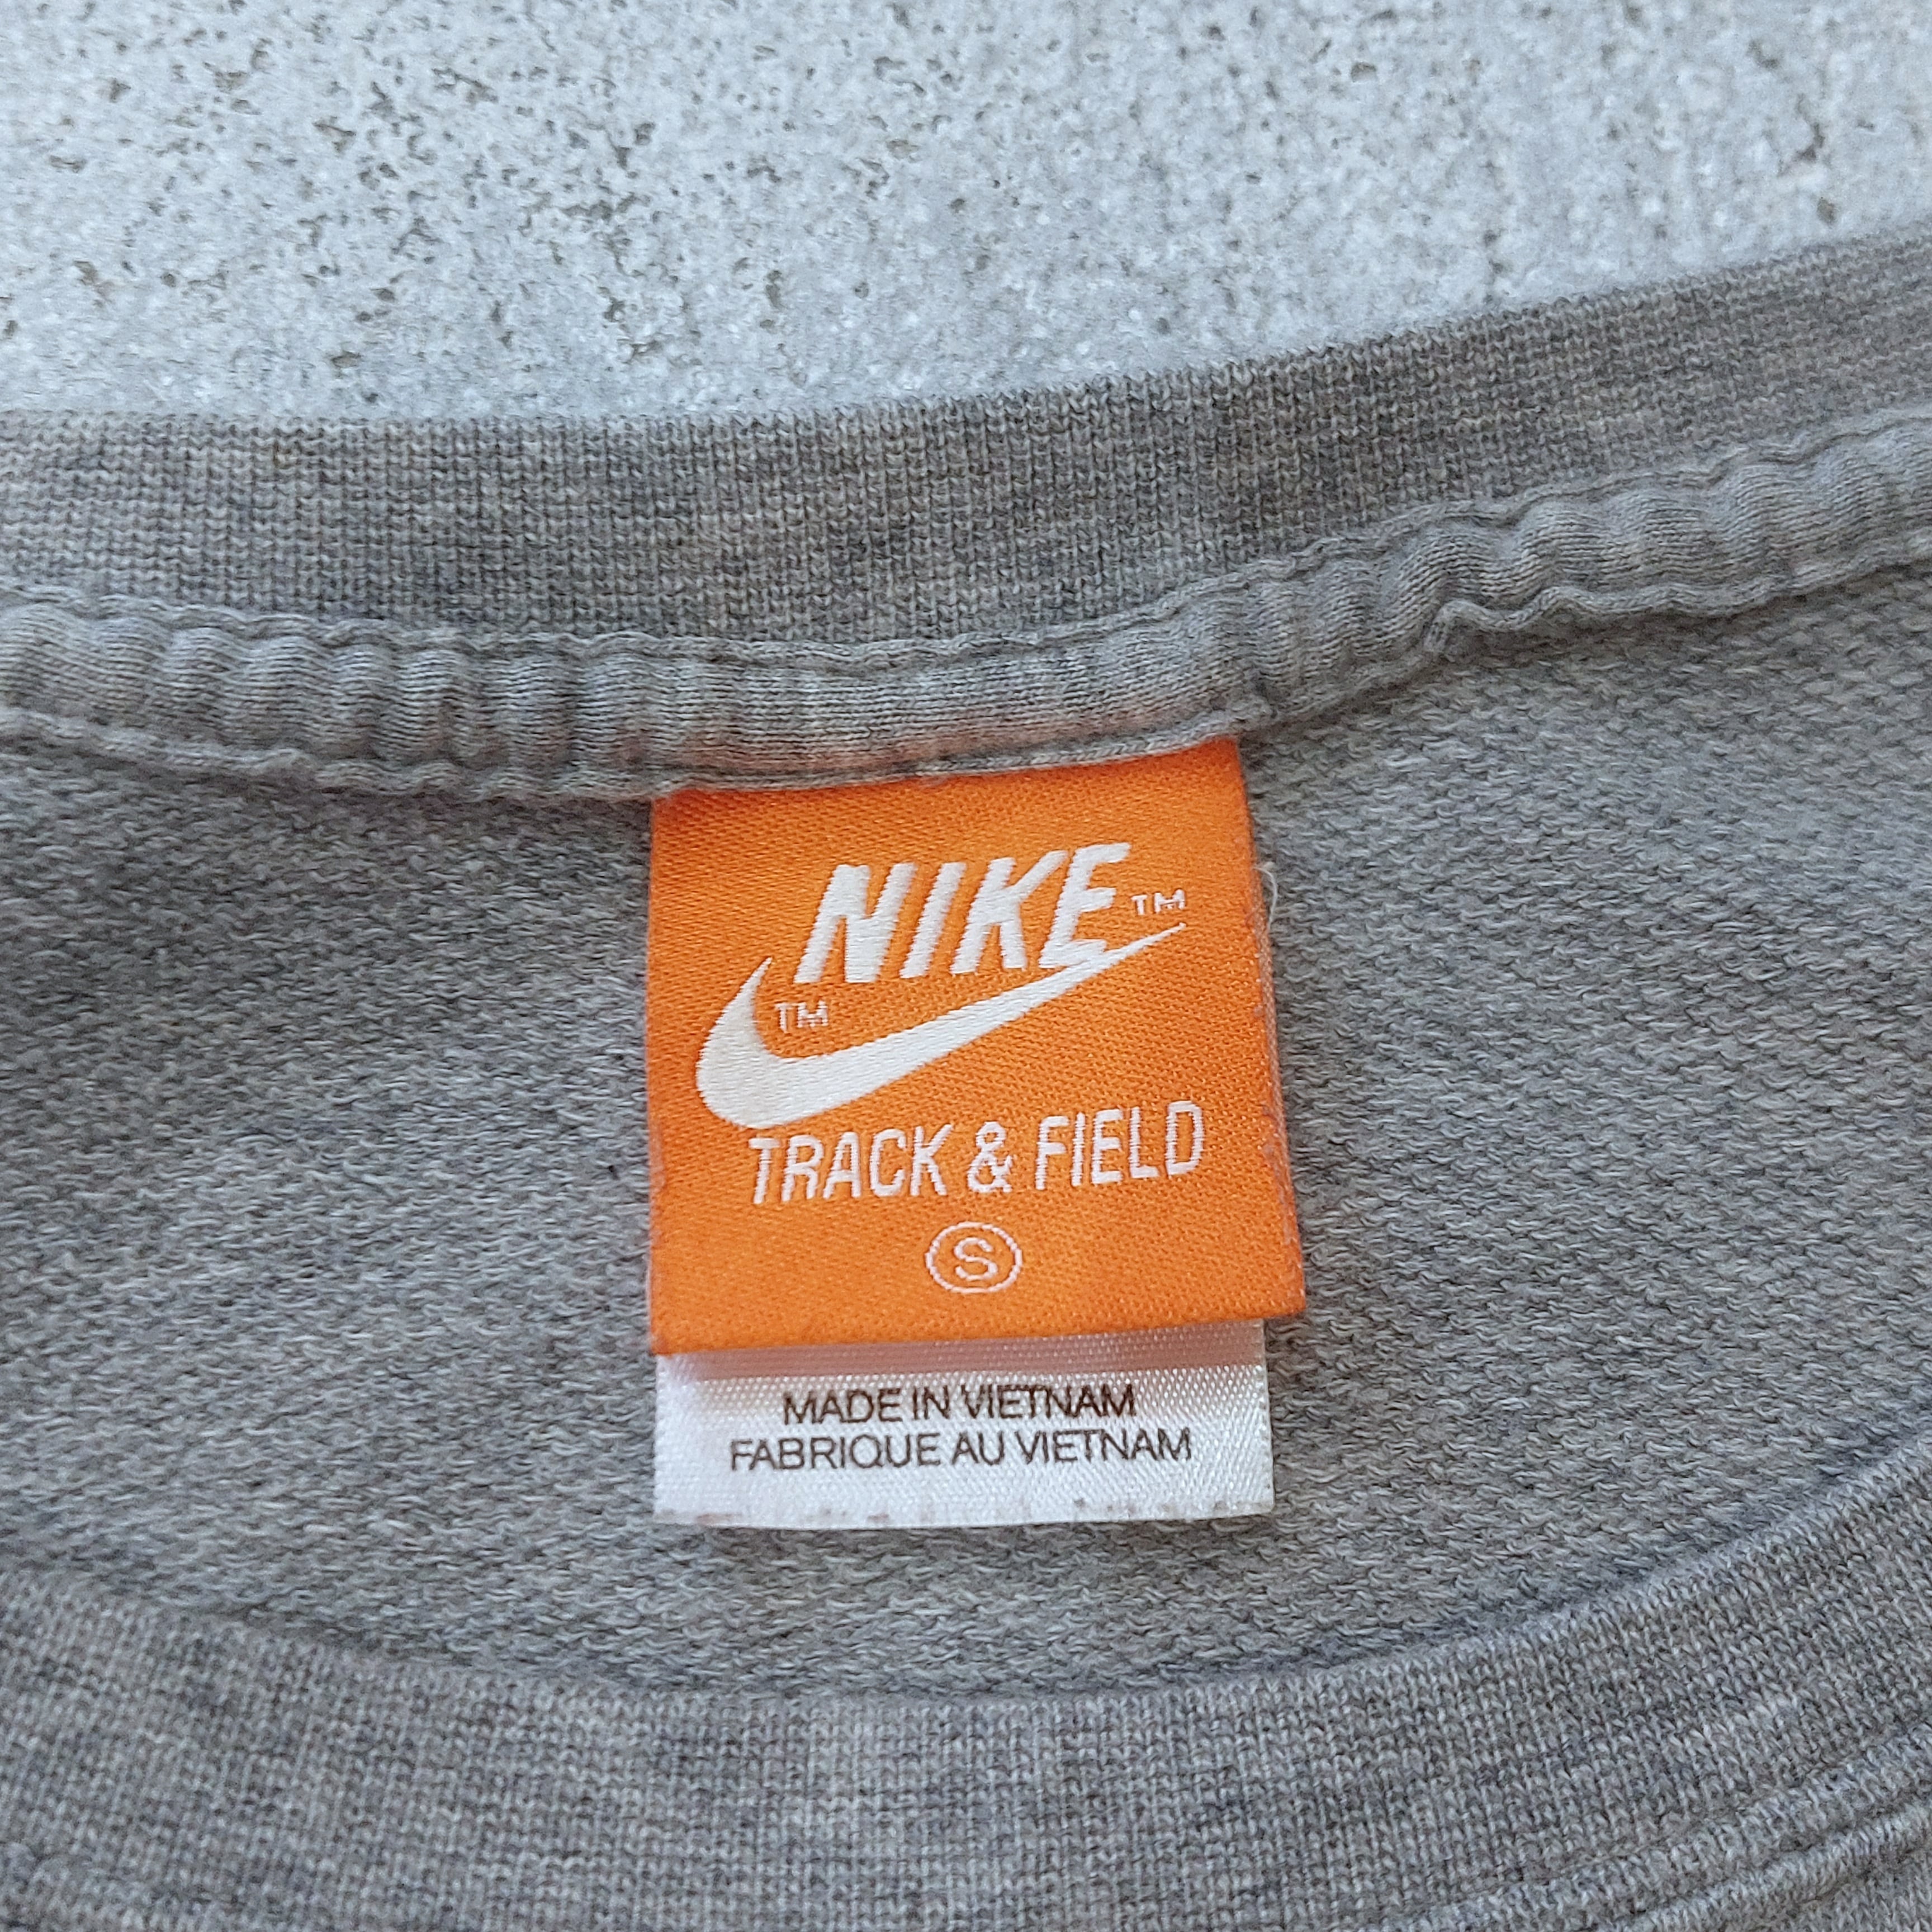 NIKE™
™
TRACK & FIELD
S
MADE IN VIETNAM
FABRIQUE AU VIETNAM